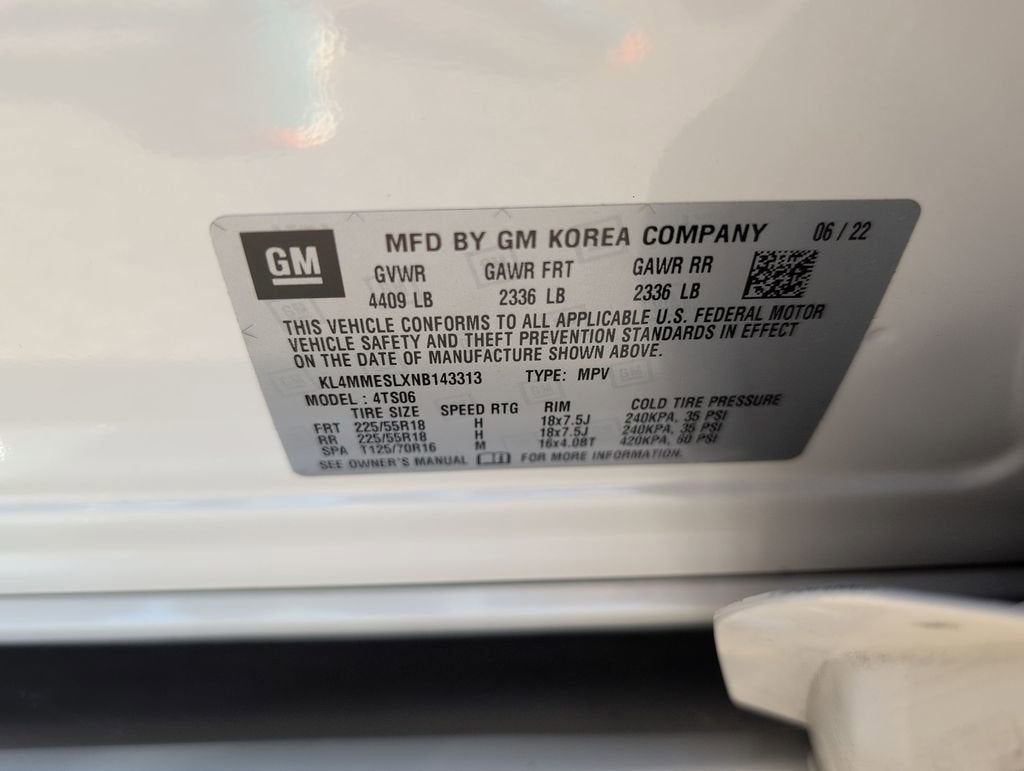 GM MFD BY GM KOREA COMPANY 06 / 22
GVWR GAWR FRT GAWR RR
4409 LB 2336 LB 2336 LB
THIS VEHICLE CONFORMS TO ALL APPLICABLE U.S. FEDERAL MOTOR
VEHICLE SAFETY AND THEFT PREVENTION STANDARDS IN EFFECT
ON THE DATE OF MANUFACTURE SHOWN ABOVE.
KL4MMESLXNB143313 TYPE: MPV
MODEL : 4TS06
TIRE SIZE SPEED RTG RIM COLD TIRE PRESSURE
FRT 225/55R18 H 18x7.5J 240KPA, 35 PSI
RR 225/55R18 H 18x7.5J 240KPA, 35 PSI
SPA T125/70R16 M 16x4.0BT 420KPA, 60 PSI
SEE OWNER'S MANUAL FOR MORE INFORMATION.